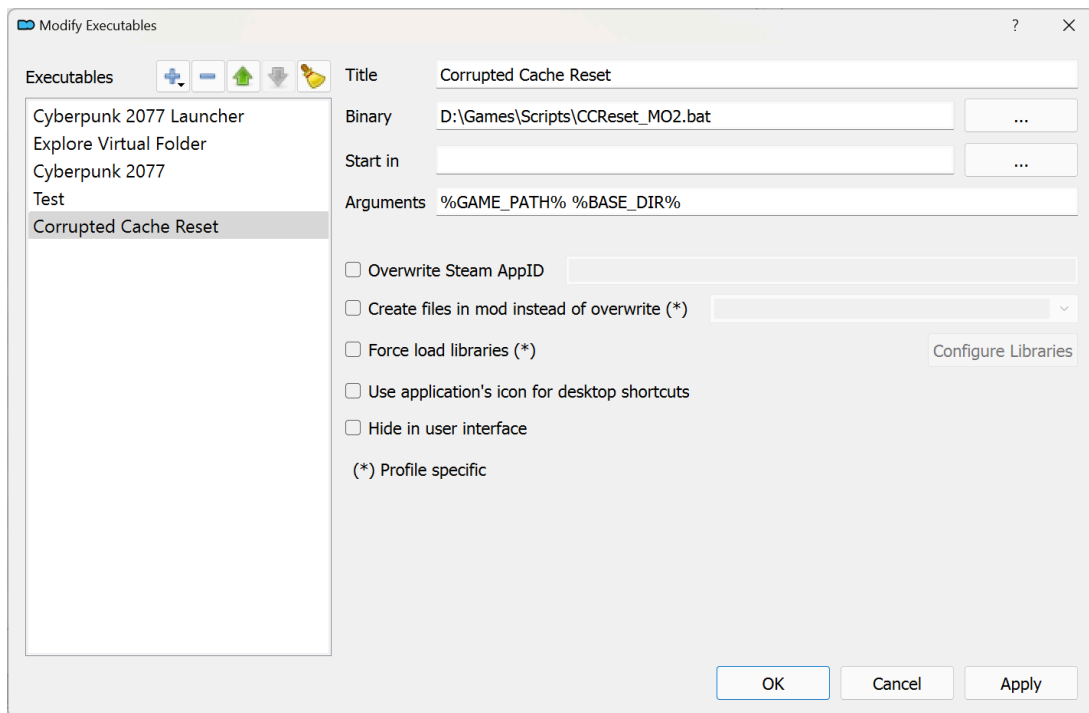 Modify Executables
?
Executables
Cyberpunk 2077 Launcher
Explore Virtual Folder
Cyberpunk 2077
Test
Corrupted Cache Reset
Title
Corrupted Cache Reset
Binary
D:\Games\Scripts\CCReset_MO2.bat
...
Start in
...
Arguments
%GAME_PATH% %BASE_DIR%
Overwrite Steam AppID
Create files in mod instead of overwrite (*)
Force load libraries (*)
Configure Libraries
Use application's icon for desktop shortcuts
Hide in user interface
(*) Profile specific
OK
Cancel
Apply